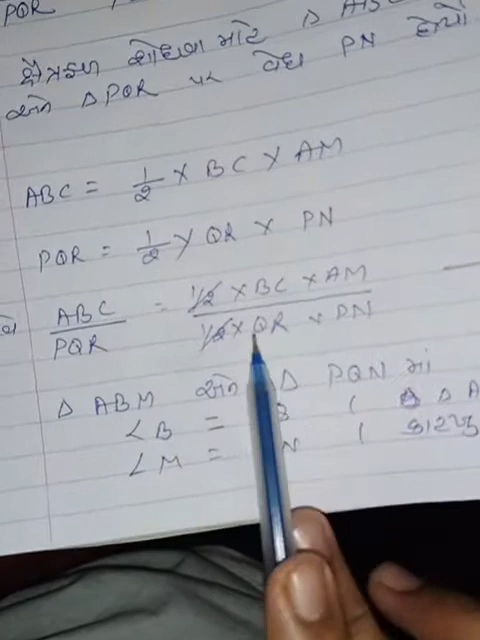 PQR
ક્ષેત્રફળ શોધવા માટે Δ AB
અને Δ PQR પર વેધ PN દોર્યો
ABC = 1/2 × BC × AM
PQR = 1/2 × QR × PN
ABC/PQR = 1/2 × BC × AM / 1/2 × QR × PN
Δ ABM અને Δ PQN માં
∠B = ( Δ A
∠M = N (